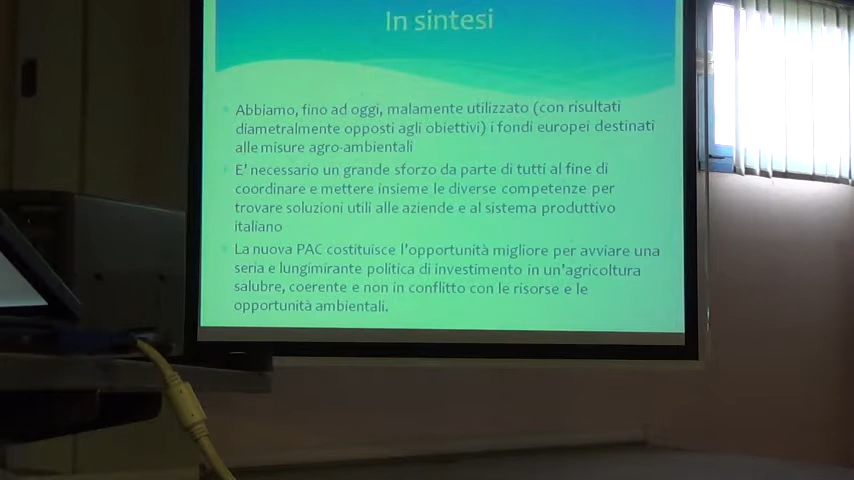 In sintesi
Abbiamo, fino ad oggi, malamente utilizzato (con risultati
diametralmente opposti agli obiettivi) i fondi europei destinati
alle misure agro-ambientali
E' necessario un grande sforzo da parte di tutti al fine di
coordinare e mettere insieme le diverse competenze per
trovare soluzioni utili alle aziende e al sistema produttivo
italiano
La nuova PAC costituisce l'opportunità migliore per avviare una
seria e lungimirante politica di investimento in un'agricoltura
salubre, coerente e non in conflitto con le risorse e le
opportunità ambientali.